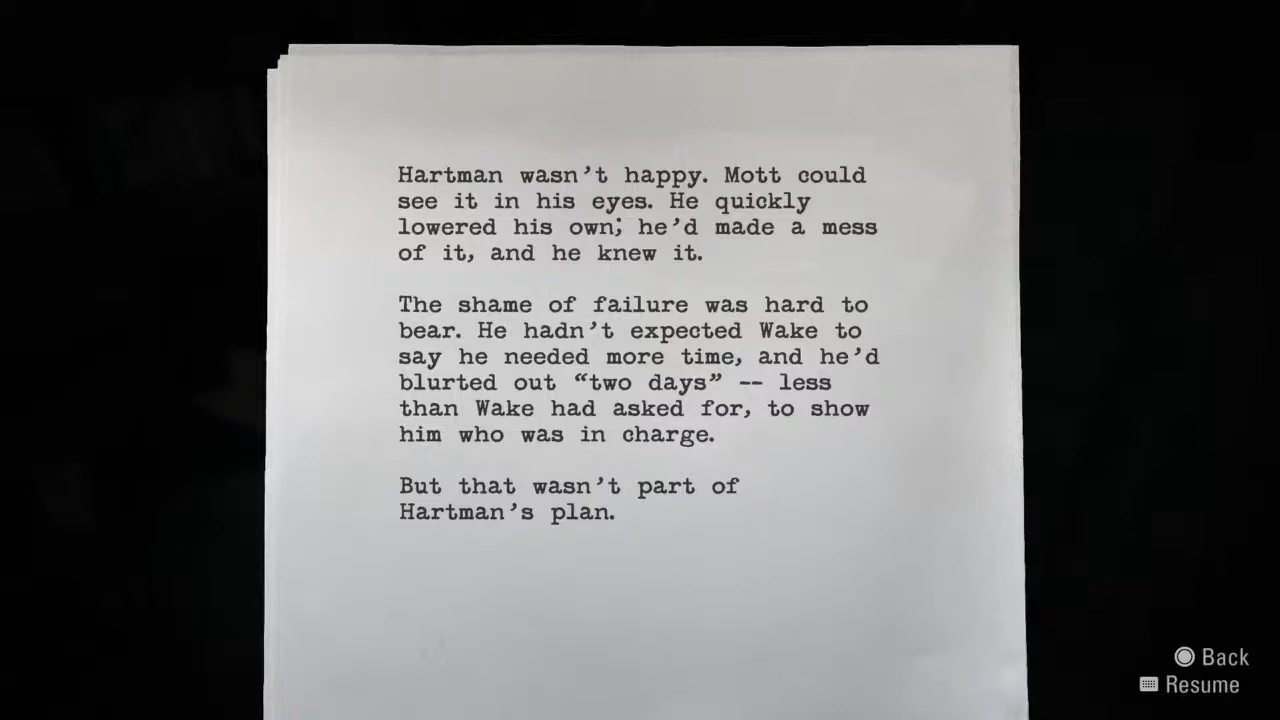 Hartman wasn’t happy. Mott could
see it in his eyes. He quickly
lowered his own; he’d made a mess
of it, and he knew it.
The shame of failure was hard to
bear. He hadn’t expected Wake to
say he needed more time, and he’d
blurted out “two days” -- less
than Wake had asked for, to show
him who was in charge.
But that wasn’t part of
Hartman’s plan.
Back
Resume